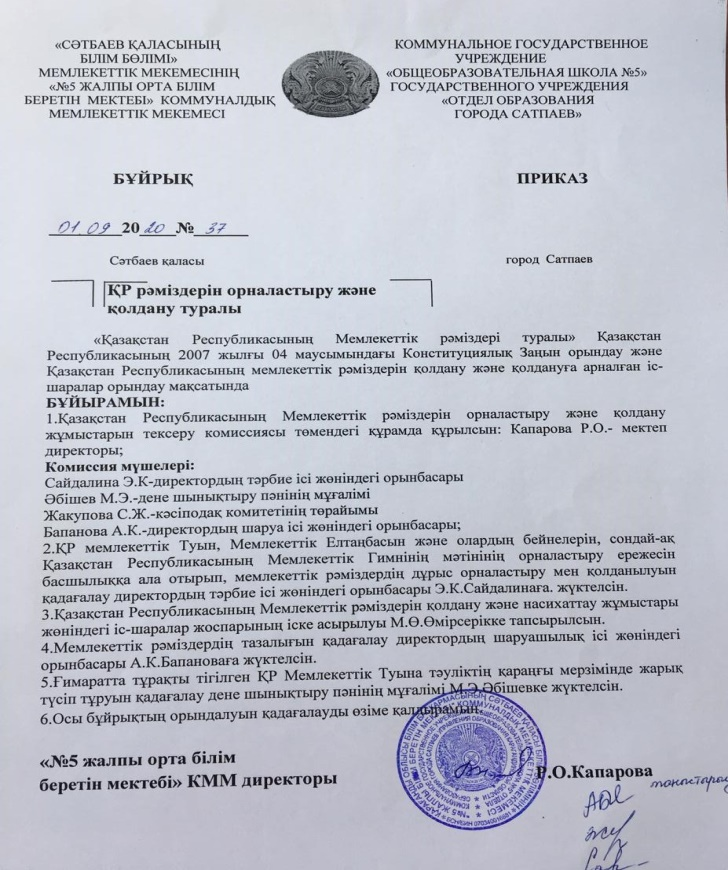 «СӘТБАЕВ ҚАЛАСЫНЫҢ
БІЛІМ БӨЛІМІ»
МЕМЛЕКЕТТІК МЕКЕМЕСІНІҢ
«№5 ЖАЛПЫ ОРТА БІЛІМ
БЕРЕТІН МЕКТЕБІ» КОММУНАЛДЫҚ
МЕМЛЕКЕТТІК МЕКЕМЕСІ
КОММУНАЛЬНОЕ ГОСУДАРСТВЕННОЕ
УЧРЕЖДЕНИЕ
«ОБЩЕОБРАЗОВАТЕЛЬНАЯ ШКОЛА №5»
ГОСУДАРСТВЕННОГО УЧРЕЖДЕНИЯ
«ОТДЕЛ ОБРАЗОВАНИЯ
ГОРОДА САТПАЕВ»
БҰЙРЫҚ
ПРИКАЗ
01.09 2020 № 37
Сәтбаев қаласы
город Сатпаев
ҚР рәміздерін орналастыру және
қолдану туралы
«Қазақстан Республикасының Мемлекеттік рәміздері туралы» Қазақстан
Республикасының 2007 жылғы 04 маусымындағы Конституциялық Заңын орындау және
Қазақстан Республикасының мемлекеттік рәміздерін қолдану және қолдануға арналған іс-
шаралар орындау мақсатында
БҰЙЫРАМЫН:
1.Қазақстан Республикасының Мемлекеттік рәміздерін орналастыру және қолдану
жұмыстарын тексеру комиссиясы төмендегі құрамда құрылсын: Капарова Р.О.- мектеп
директоры;
Комиссия мүшелері:
Сайдалина Э.К-директордың тәрбие ісі жөніндегі орынбасары
Әбішев М.Э.-дене шынықтыру пәнінің мұғалімі
Жакупова С.Ж.-кәсіподақ комитетінің төрайымы
Бапанова А.К.-директордың шаруа ісі жөніндегі орынбасары;
2.ҚР мемлекеттік Туын, Мемлекеттік Елтаңбасын және олардың бейнелерін, сондай-ақ
Қазақстан Республикасының Мемлекеттік Гимнінің мәтінінің орналастыру ережесін
басшылыққа ала отырып, мемлекеттік рәміздердің дұрыс орналастыру мен қолданылуын
қадағалау директордың тәрбие ісі жөніндегі орынбасары Э.К.Сайдалинаға. жүктелсін.
3.Қазақстан Республикасының Мемлекеттік рәміздерін қолдану және насихаттау жұмыстары
жөніндегі іс-шаралар жоспарының іске асырылуы М.Ө.Өмірсерікке тапсырылсын.
4.Мемлекеттік рәміздердің тазалығын қадағалау директордың шаруашылық ісі жөніндегі
орынбасары А.К.Бапановаға жүктелсін.
5.Ғимаратта тұрақты тігілген ҚР Мемлекеттік Туына тәуліктің қараңғы мерзімінде жарық
түсіп тұруын қадағалау дене шынықтыру пәнінің мұғалімі М.Э.Әбішевке жүктелсін.
6.Осы бұйрықтың орындалуын қадағалауды өзіме қалдырамын.
«№5 жалпы орта білім
беретін мектебі» КММ директоры
Р.О.Капарова